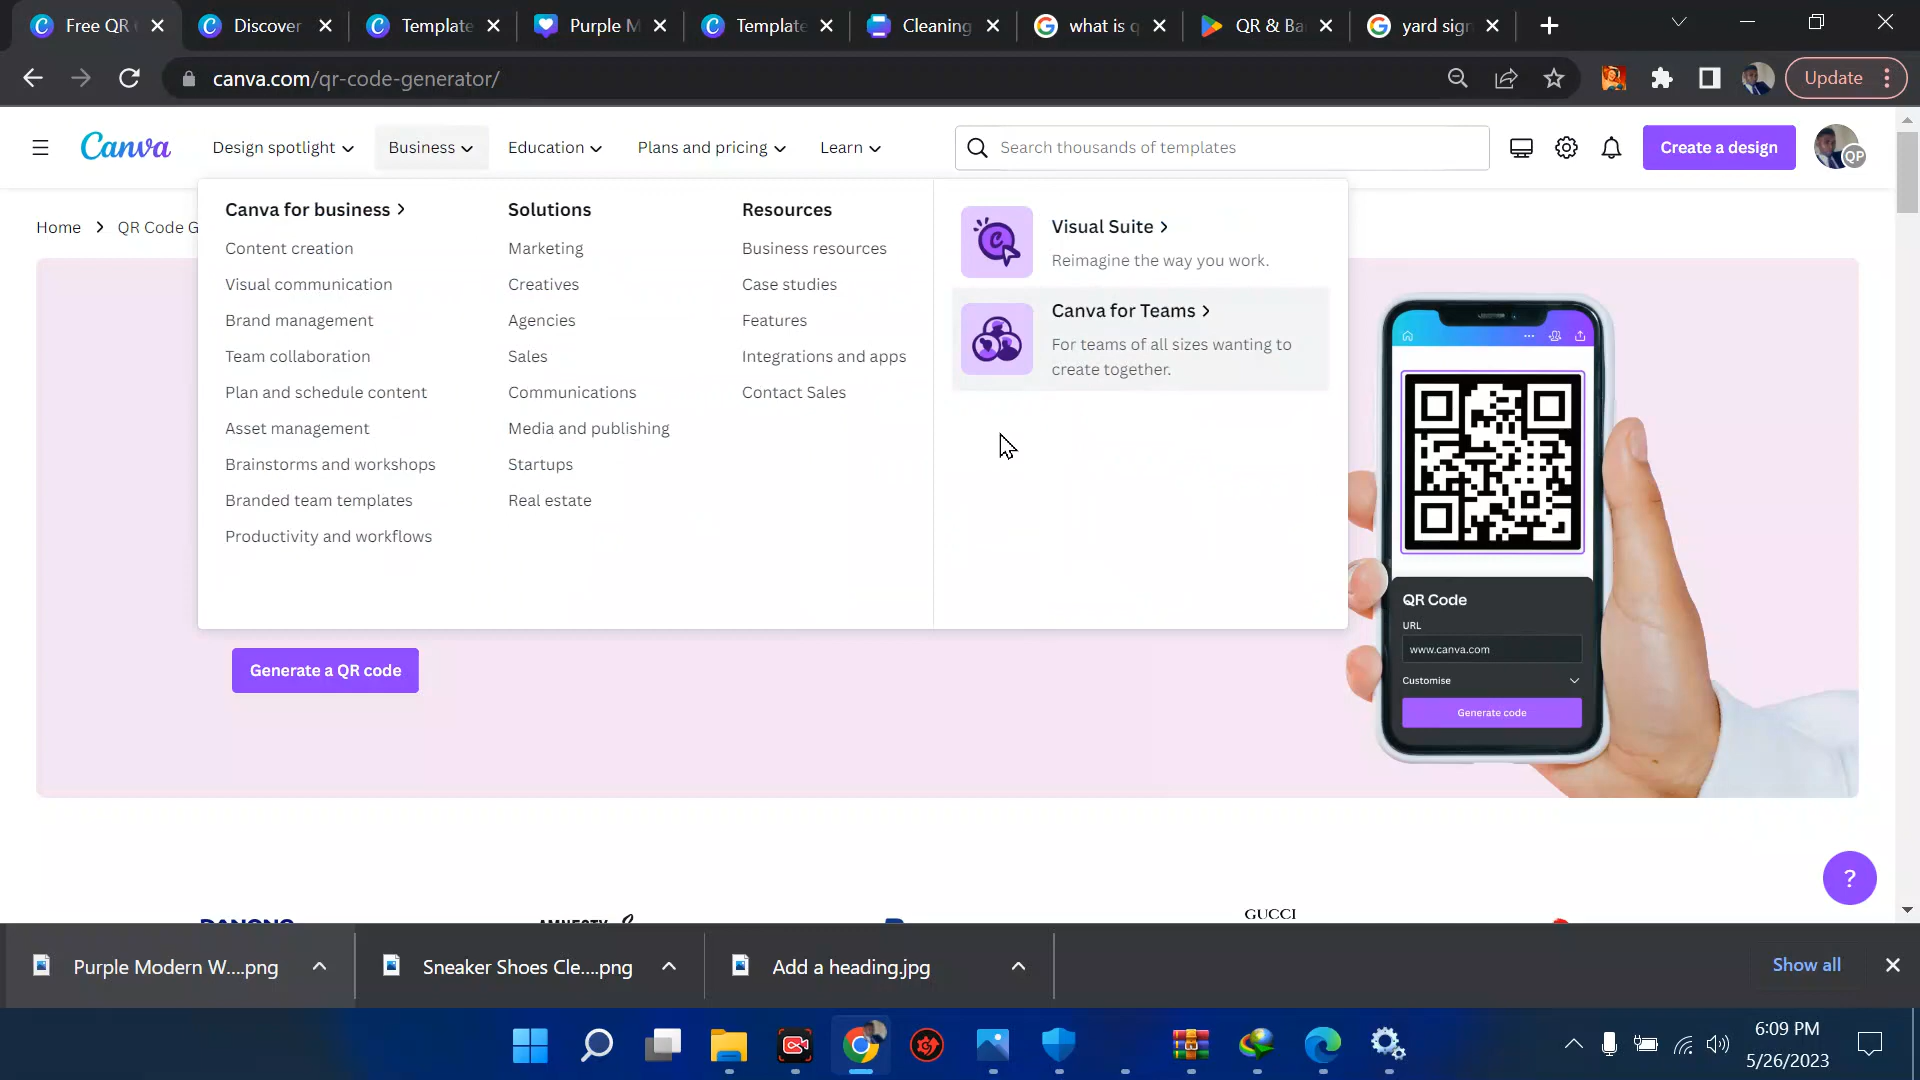 Free QR
Discover
Template
Purple M
Template
Cleaning
what is q
QR & Ba
yard sign
canva.com/qr-code-generator/
Update
Canva
Design spotlight
Business
Education
Plans and pricing
Learn
Search thousands of templates
Create a design
QP
Home
QR Code G
Canva for business
Content creation
Visual communication
Brand management
Team collaboration
Plan and schedule content
Asset management
Brainstorms and workshops
Branded team templates
Productivity and workflows
Solutions
Marketing
Creatives
Agencies
Sales
Communications
Media and publishing
Startups
Real estate
Resources
Business resources
Case studies
Features
Integrations and apps
Contact Sales
Visual Suite
Reimagine the way you work.
Canva for Teams
For teams of all sizes wanting to
create together.
Generate a QR code
QR Code
URL
www.canva.com
Customise
Generate code
?
DANONE
AMNESTY
GUCCI
Purple Modern W....png
Sneaker Shoes Cle....png
Add a heading.jpg
Show all
6:09 PM
5/26/2023